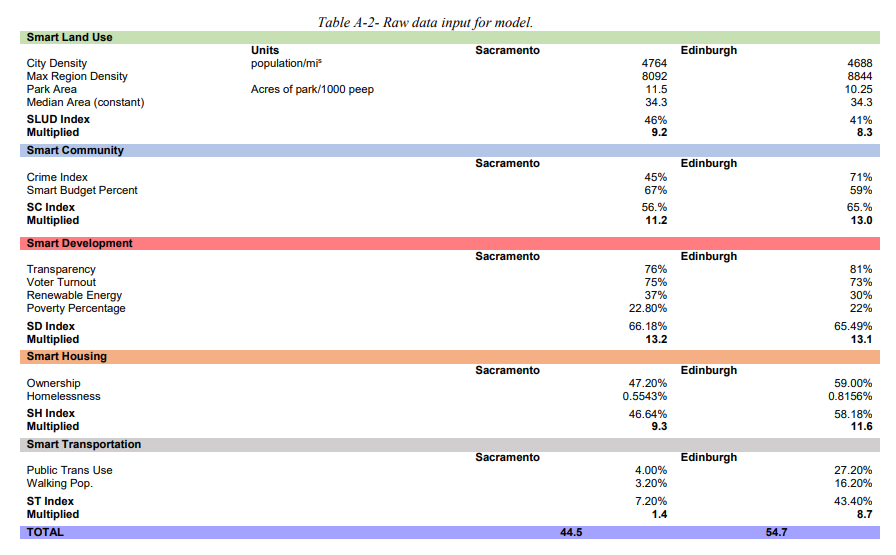 Table A-2- Raw data input for model.
Smart Land Use
Units Sacramento Edinburgh
City Density population/miˢ 4764 4688
Max Region Density 8092 8844
Park Area Acres of park/1000 peep 11.5 10.25
Median Area (constant) 34.3 34.3
SLUD Index 46% 41%
Multiplied 9.2 8.3
Smart Community
Sacramento Edinburgh
Crime Index 45% 71%
Smart Budget Percent 67% 59%
SC Index 56.% 65.%
Multiplied 11.2 13.0
Smart Development
Sacramento Edinburgh
Transparency 76% 81%
Voter Turnout 75% 73%
Renewable Energy 37% 30%
Poverty Percentage 22.80% 22%
SD Index 66.18% 65.49%
Multiplied 13.2 13.1
Smart Housing
Sacramento Edinburgh
Ownership 47.20% 59.00%
Homelessness 0.5543% 0.8156%
SH Index 46.64% 58.18%
Multiplied 9.3 11.6
Smart Transportation
Sacramento Edinburgh
Public Trans Use 4.00% 27.20%
Walking Pop. 3.20% 16.20%
ST Index 7.20% 43.40%
Multiplied 1.4 8.7
TOTAL 44.5 54.7